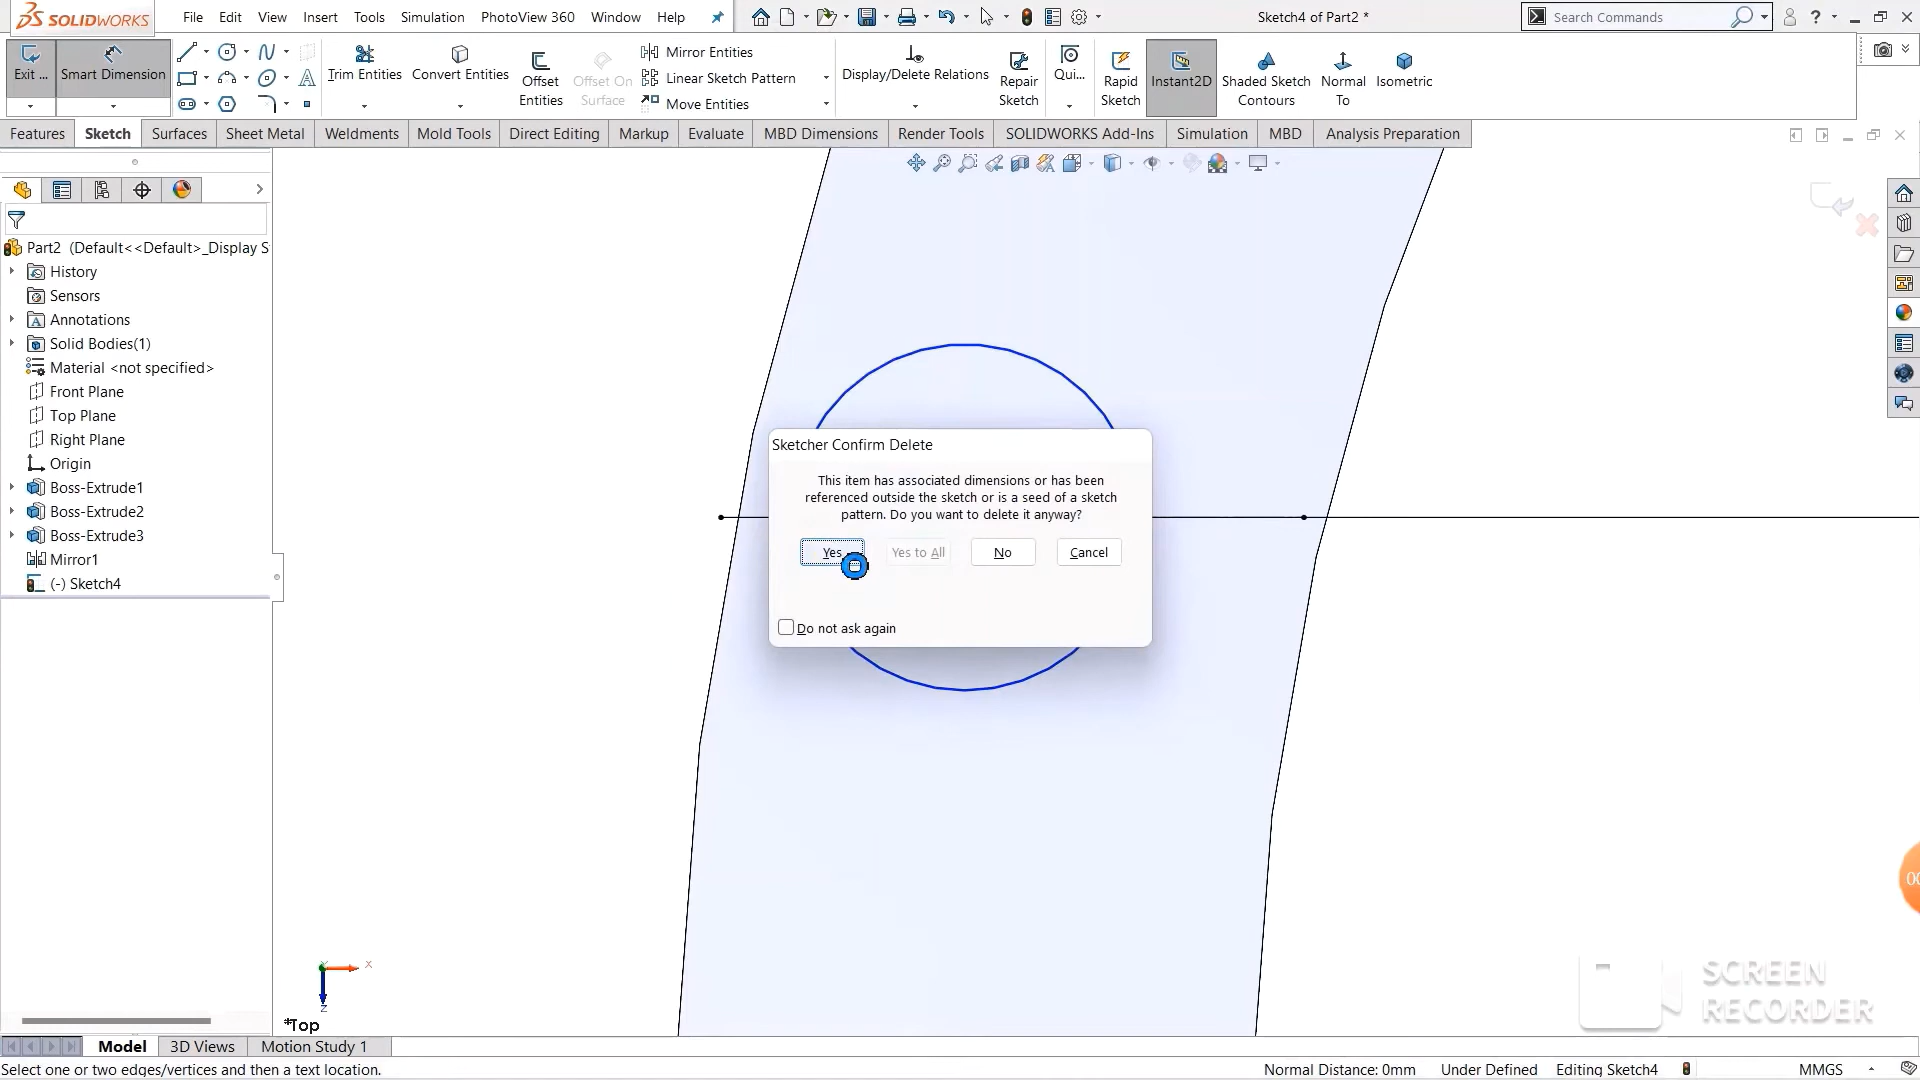 SOLIDWORKS
File Edit View Insert Tools Simulation PhotoView 360 Window Help
Sketch4 of Part2 *
Search Commands
Exit ...
Smart Dimension
Trim Entities
Convert Entities
Offset Entities
Offset On Surface
Mirror Entities
Linear Sketch Pattern
Move Entities
Display/Delete Relations
Repair Sketch
Qui...
Rapid Sketch
Instant2D
Shaded Sketch Contours
Normal To
Isometric
Features Sketch Surfaces Sheet Metal Weldments Mold Tools Direct Editing Markup Evaluate MBD Dimensions Render Tools SOLIDWORKS Add-Ins Simulation MBD Analysis Preparation
Part2 (Default<<Default>_Display S
History
Sensors
Annotations
Solid Bodies(1)
Material <not specified>
Front Plane
Top Plane
Right Plane
Origin
Boss-Extrude1
Boss-Extrude2
Boss-Extrude3
Mirror1
(-) Sketch4
Sketcher Confirm Delete
This item has associated dimensions or has been
referenced outside the sketch or is a seed of a sketch
pattern. Do you want to delete it anyway?
Yes Yes to All No Cancel
Do not ask again
00
X
Z
*Top
SCREEN
RECORDER
Model 3D Views Motion Study 1
Select one or two edges/vertices and then a text location.
Normal Distance: 0mm Under Defined Editing Sketch4 MMGS